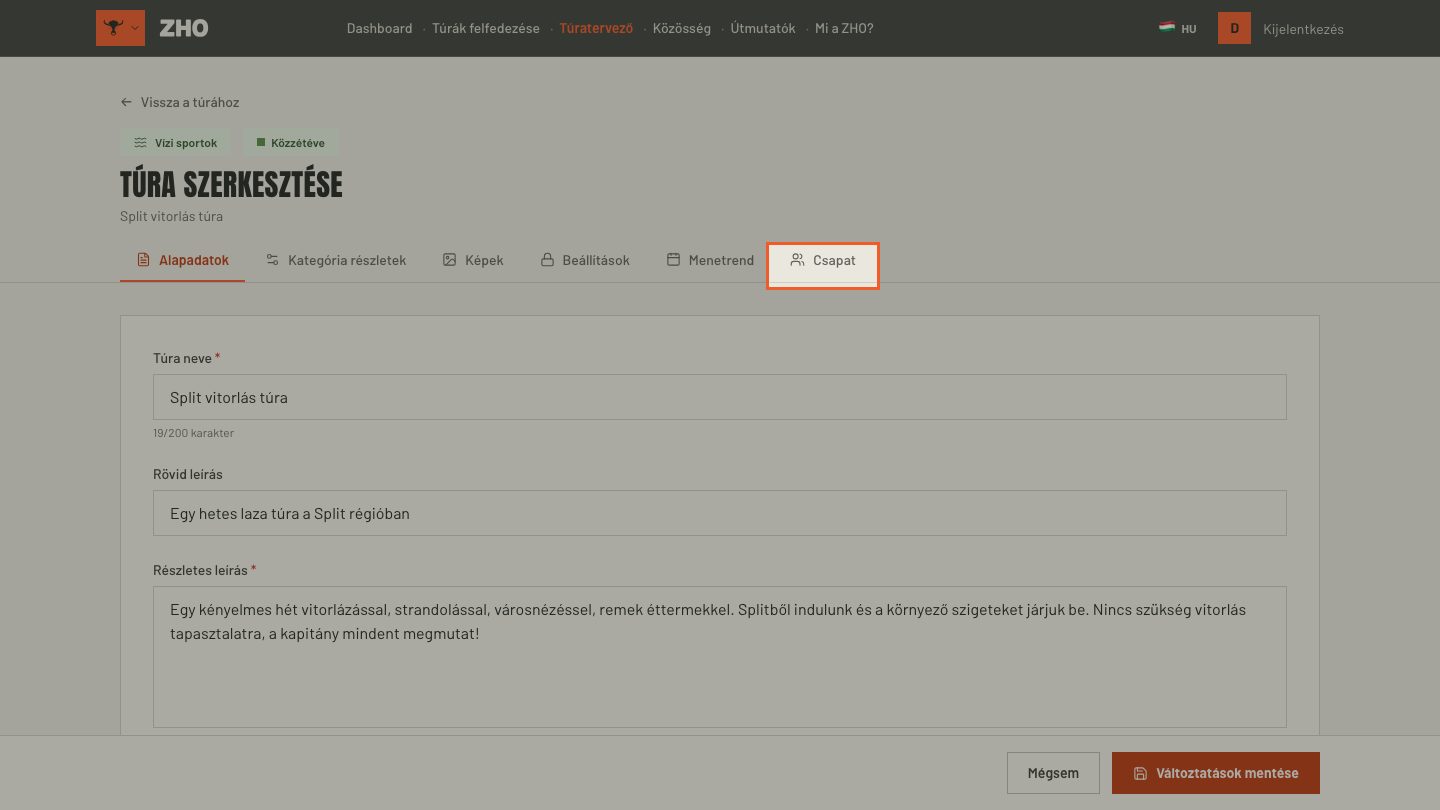 ZHO
Dashboard · Túrák felfedezése · Túratervező · Közösség · Útmutatók · Mi a ZHO?
HU
D
Kijelentkezés
← Vissza a túrához
Vízi sportok
Közzétéve
TÚRA SZERKESZTÉSE
Split vitorlás túra
Alapadatok
Kategória részletek
Képek
Beállítások
Menetrend
Csapat
Túra neve *
Split vitorlás túra
19/200 karakter
Rövid leírás
Egy hetes laza túra a Split régióban
Részletes leírás *
Egy kényelmes hét vitorlázással, strandolással, városnézéssel, remek éttermekkel. Splitből indulunk és a környező szigeteket járjuk be. Nincs szükség vitorlás
tapasztalatra, a kapitány mindent megmutat!
Mégsem
Változtatások mentése